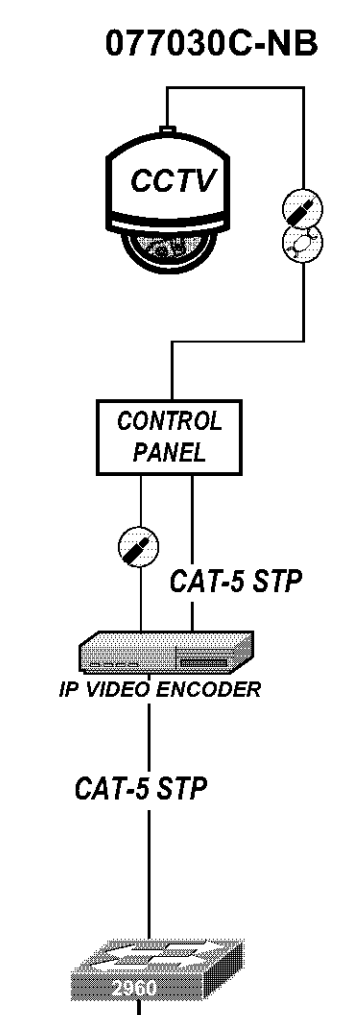 077030C-NB
CCTV
CONTROL
PANEL
CAT-5 STP
IP VIDEO ENCODER
CAT-5 STP
2960